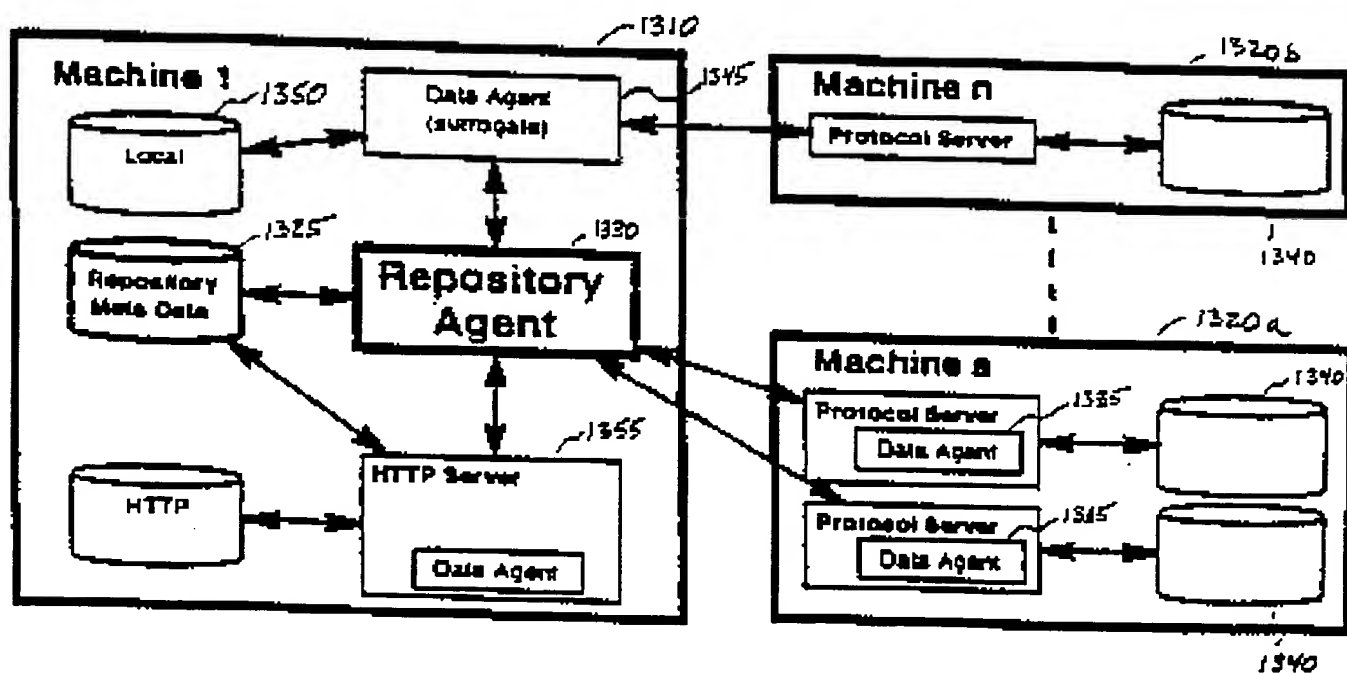 1310
Machine 1
1350
Local
Data Agent
(surrogate)
1345
1325
Repository
Meta Data
1330
Repository
Agent
1355
HTTP Server
HTTP
Data Agent
1320b
Machine n
Protocol Server
1340
1320a
Machine a
1340
Protocol Server
1335
Data Agent
Protocol Server
Data Agent
1340